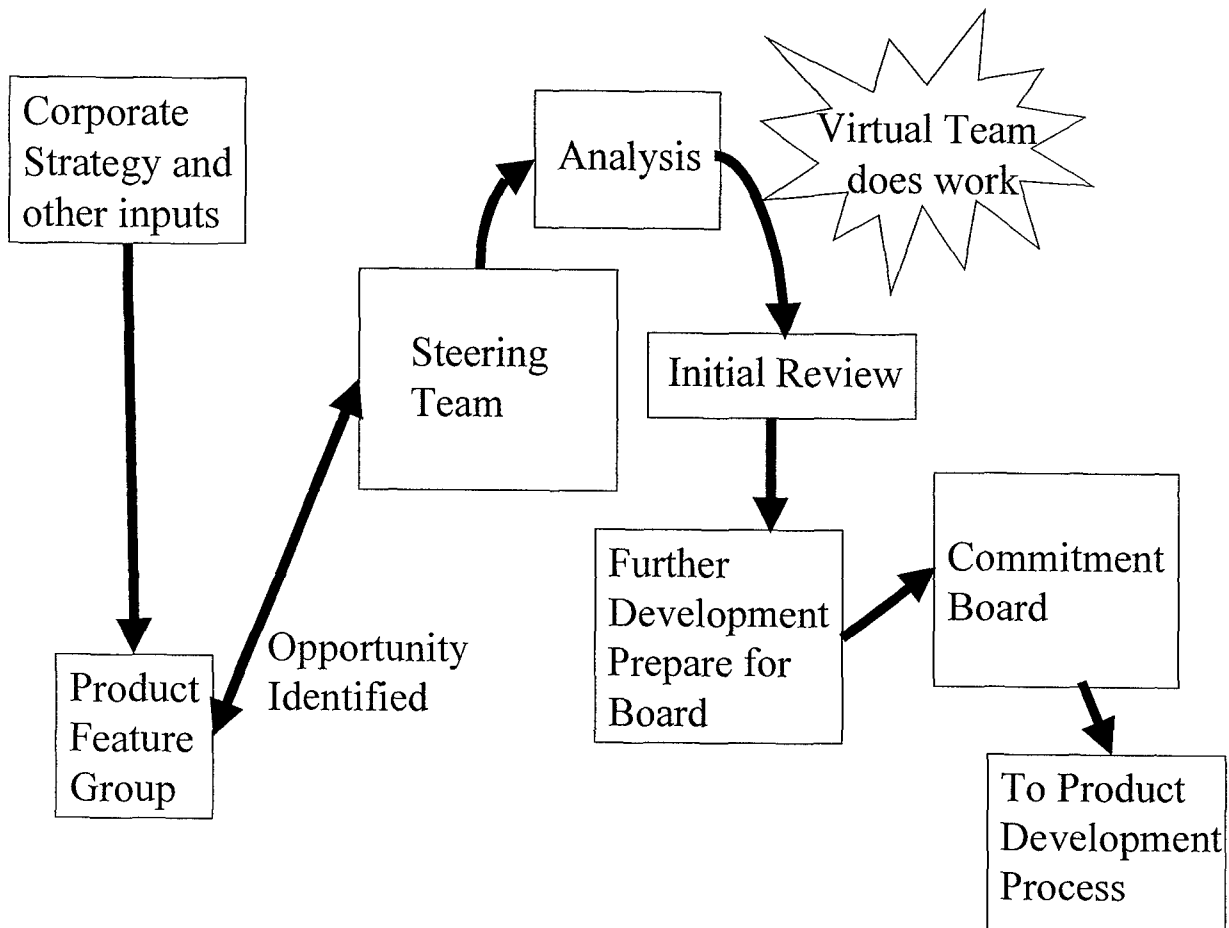 Corporate
Strategy and
other inputs
Analysis
Virtual Team
does work
Steering
Team
Initial Review
Opportunity
Identified
Product
Feature
Group
Further
Development
Prepare for
Board
Commitment
Board
To Product
Development
Process